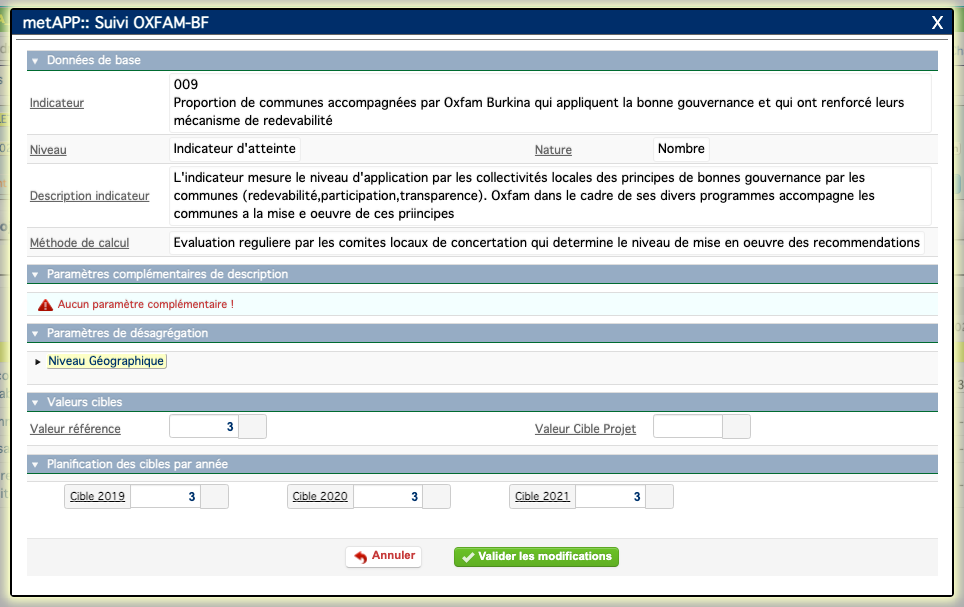 metAPP:: Suivi OXFAM-BF X
Données de base
Indicateur
009
Proportion de communes accompagnées par Oxfam Burkina qui appliquent la bonne gouvernance et qui ont renforcé leurs
mécanisme de redevabilité
Niveau Indicateur d'atteinte Nature Nombre
Description indicateur
L'indicateur mesure le niveau d'application par les collectivités locales des principes de bonnes gouvernance par les
communes (redevabilité,participation,transparence). Oxfam dans le cadre de ses divers programmes accompagne les
communes a la mise e oeuvre de ces priincipes
Méthode de calcul Evaluation reguliere par les comites locaux de concertation qui determine le niveau de mise en oeuvre des recommendations
Paramètres complémentaires de description
Aucun paramètre complémentaire !
Paramètres de désagrégation
Niveau Géographique
Valeurs cibles
Valeur référence 3 Valeur Cible Projet
Planification des cibles par année
Cible 2019 3 Cible 2020 3 Cible 2021 3
Annuler Valider les modifications